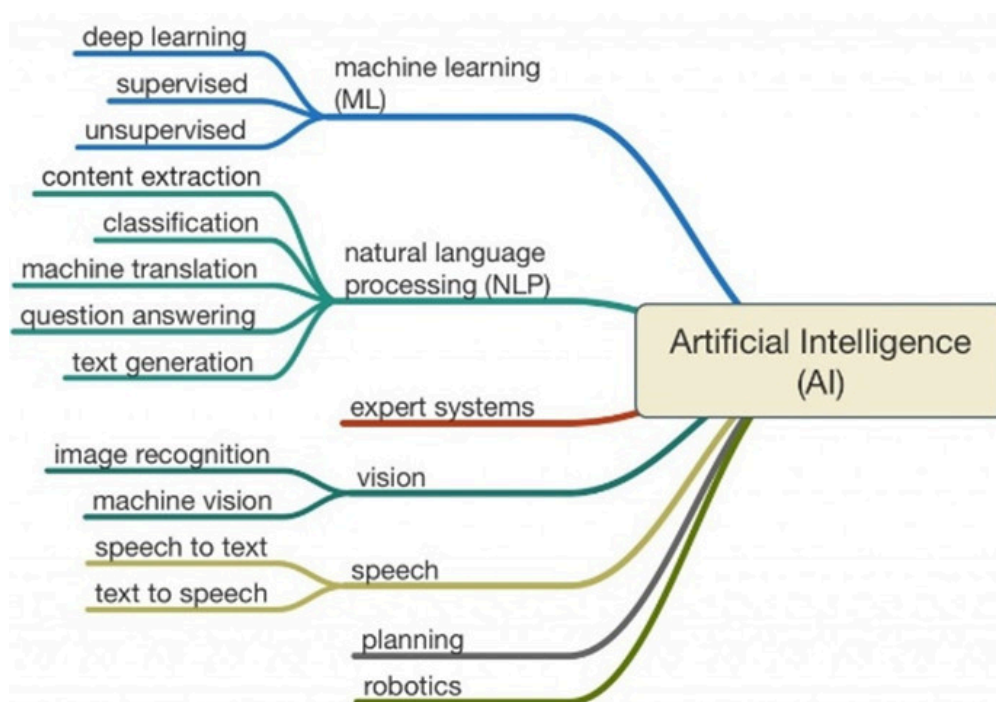 deep learning
supervised
unsupervised
machine learning
(ML)
content extraction
classification
machine translation
question answering
text generation
natural language
processing (NLP)
Artificial Intelligence
(AI)
expert systems
image recognition
machine vision
vision
speech to text
text to speech
speech
planning
robotics